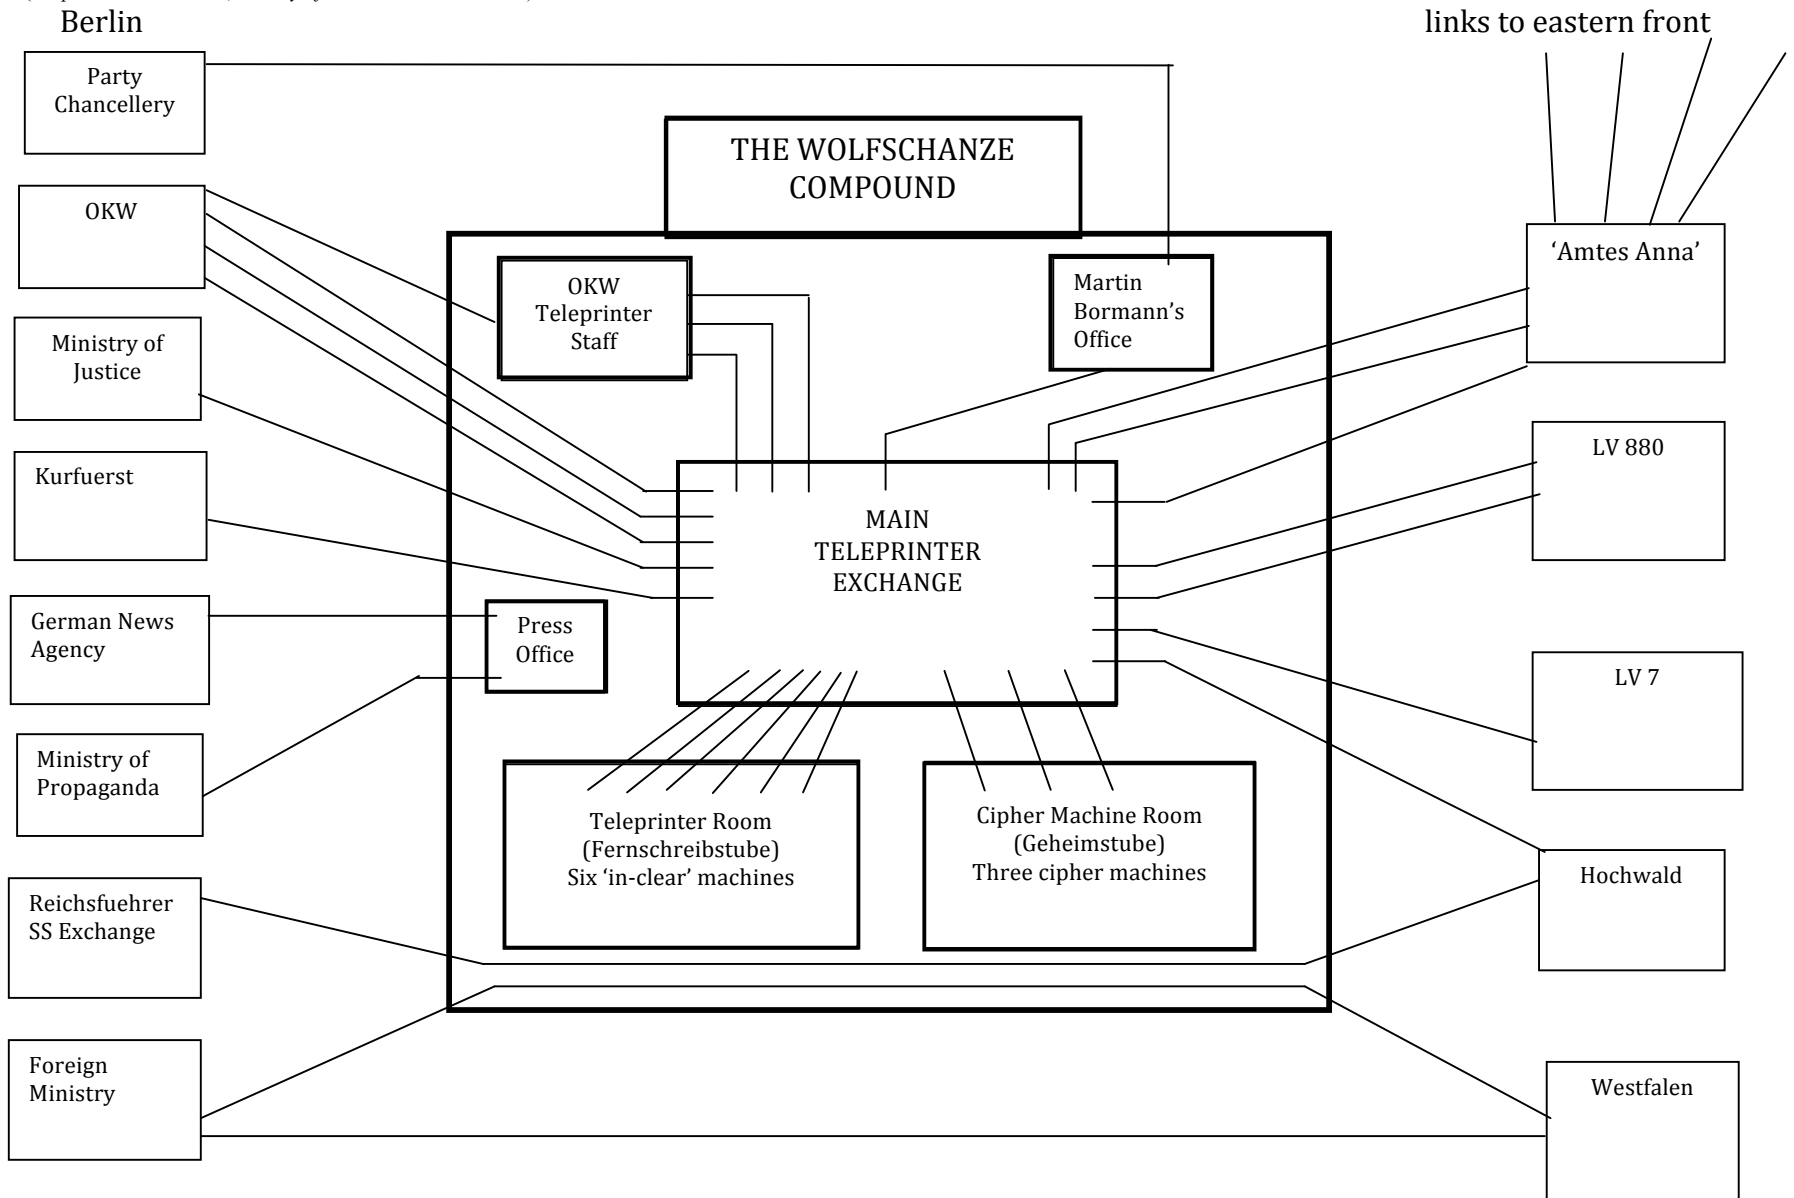 Berlin
links to eastern front
Party
Chancellery
THE WOLFSCHANZE
COMPOUND
OKW
OKW
Teleprinter
Staff
Martin
Bormann’s
Office
‘Amtes Anna’
Ministry of
Justice
Kurfuerst
LV 880
MAIN
TELEPRINTER
EXCHANGE
German News
Agency
Press
Office
LV 7
Ministry of
Propaganda
Teleprinter Room
(Fernschreibstube)
Six ‘in-clear’ machines
Cipher Machine Room
(Geheimstube)
Three cipher machines
Reichsfuehrer
SS Exchange
Hochwald
Foreign
Ministry
Westfalen